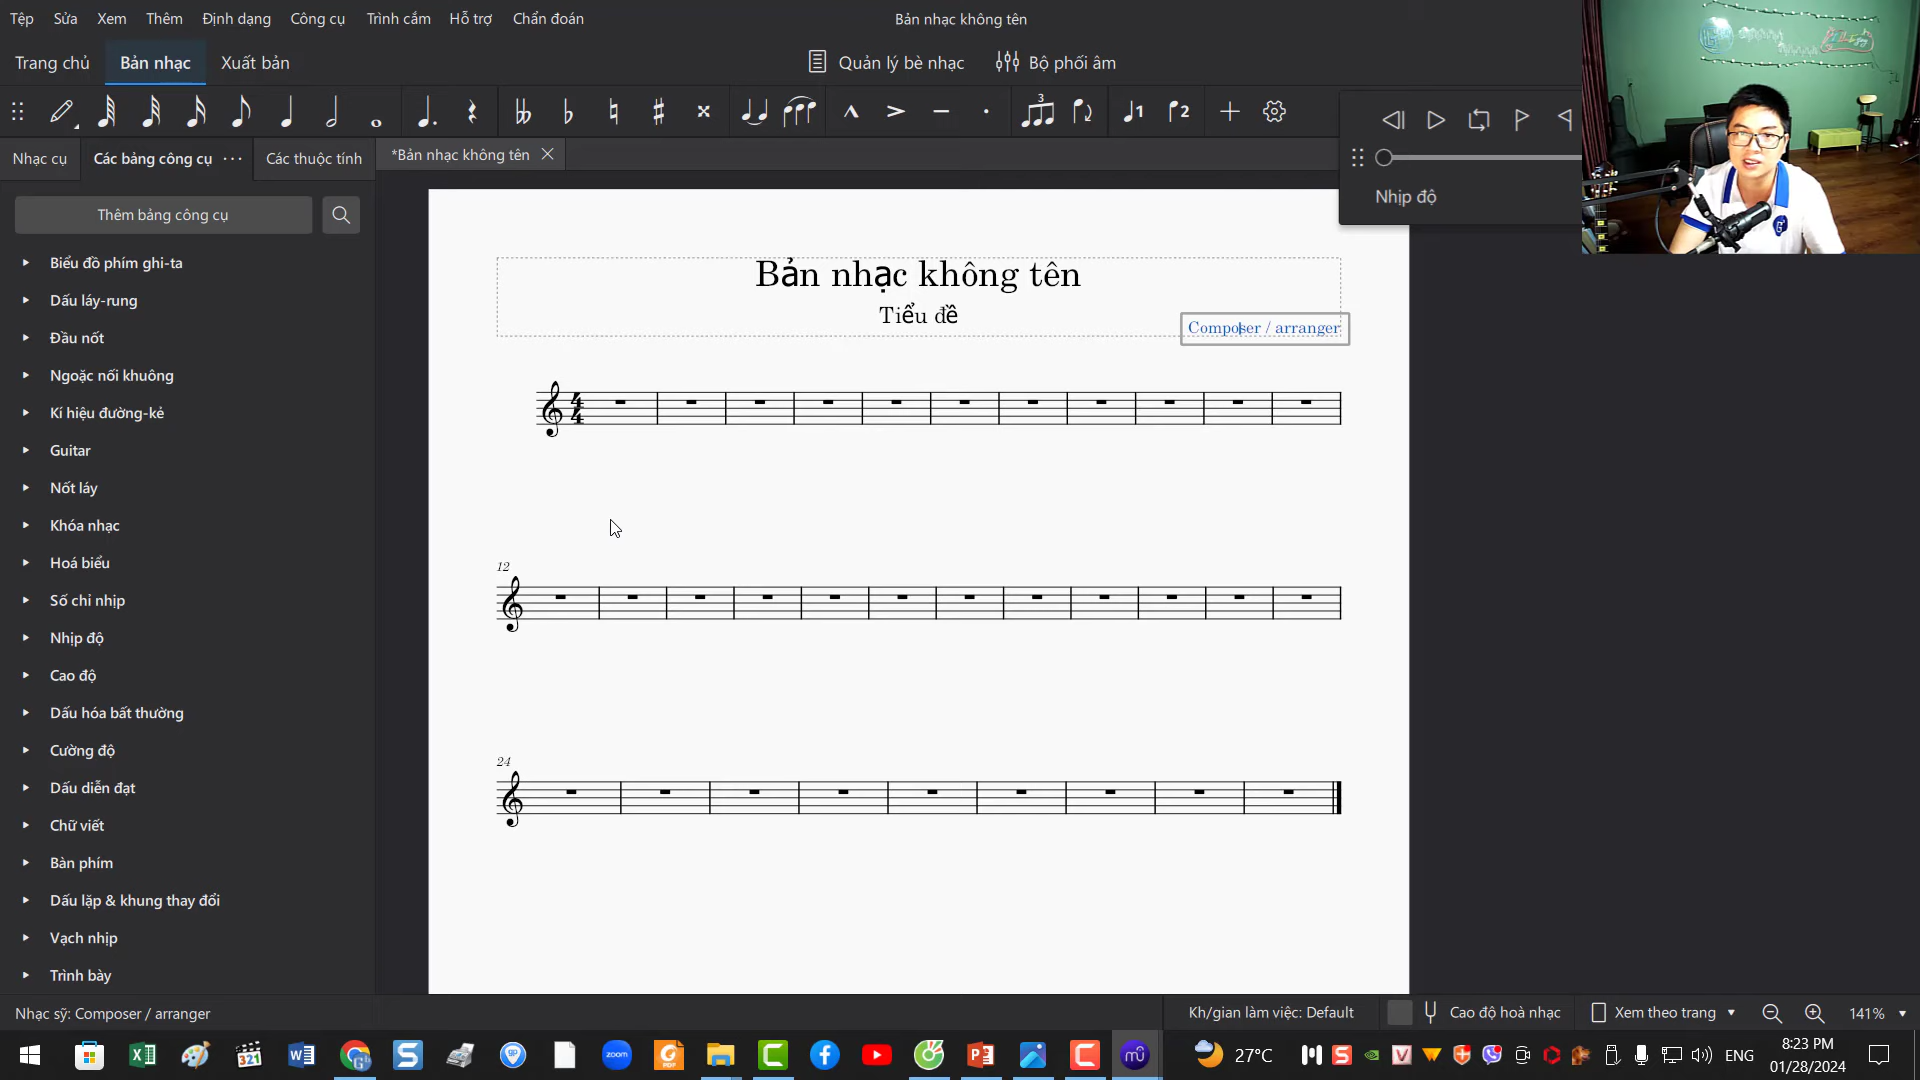 Tệp Sửa Xem Thêm Định dạng Công cụ Trình cắm Hỗ trợ Chẩn đoán
Bản nhạc không tên
Trang chủ Bản nhạc Xuất bản
Quản lý bè nhạc Bộ phối âm
Nhạc cụ Các bảng công cụ ··· Các thuộc tính
*Bản nhạc không tên
Thêm bảng công cụ
Biểu đồ phím ghi-ta
Dấu láy-rung
Đầu nốt
Ngoặc nối khuông
Kí hiệu đường-kẻ
Guitar
Nốt láy
Khóa nhạc
Hoá biểu
Số chỉ nhịp
Nhịp độ
Cao độ
Dấu hóa bất thường
Cường độ
Dấu diễn đạt
Chữ viết
Bàn phím
Dấu lặp & khung thay đổi
Vạch nhịp
Trình bày
Nhịp độ
Bản nhạc không tên
Tiểu đề
Composer / arranger
12
24
Nhạc sỹ: Composer / arranger
Kh/gian làm việc: Default
Cao độ hoà nhạc
Xem theo trang
141%
27°C
ENG
8:23 PM
01/28/2024